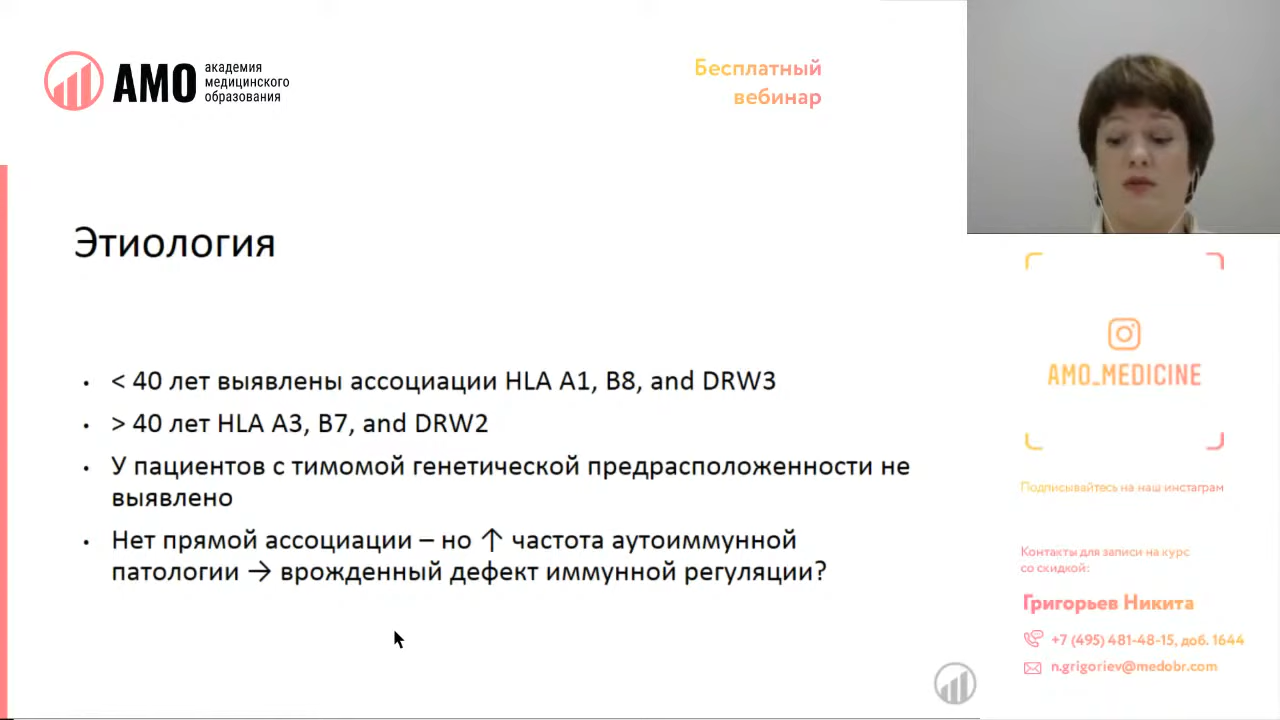 АМО
академия
медицинского
образования
Бесплатный
вебинар
Этиология
• < 40 лет выявлены ассоциации HLA A1, B8, and DRW3
• > 40 лет HLA A3, B7, and DRW2
• У пациентов с тимомой генетической предрасположенности не
выявлено
• Нет прямой ассоциации – но ↑ частота аутоиммунной
патологии → врожденный дефект иммунной регуляции?
AMO_MEDICINE
Подписывайтесь на наш инстаграм
Контакты для записи на курс
со скидкой:
Григорьев Никита
+7 (495) 481-48-15, доб. 1644
n.grigoriev@medobr.com